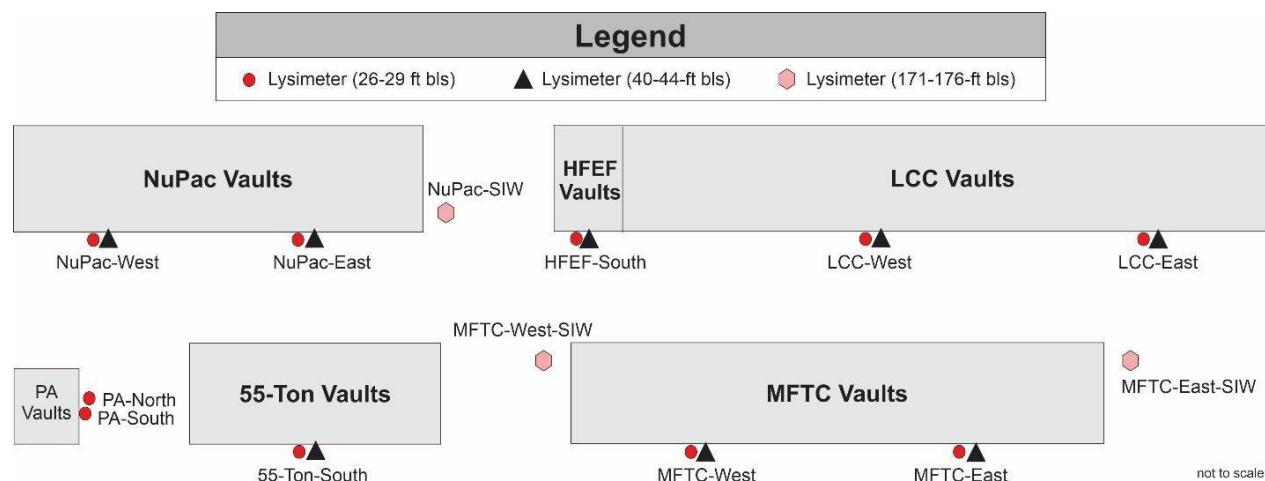 Legend
Lysimeter (26-29 ft bls)
Lysimeter (40-44-ft bls)
Lysimeter (171-176-ft bls)
NuPac Vaults
NuPac-SIW
HFEF
Vaults
LCC Vaults
NuPac-West
NuPac-East
HFEF-South
LCC-West
LCC-East
MFTC-West-SIW
PA
Vaults
PA-North
PA-South
55-Ton Vaults
MFTC Vaults
MFTC-East-SIW
55-Ton-South
MFTC-West
MFTC-East
not to scale